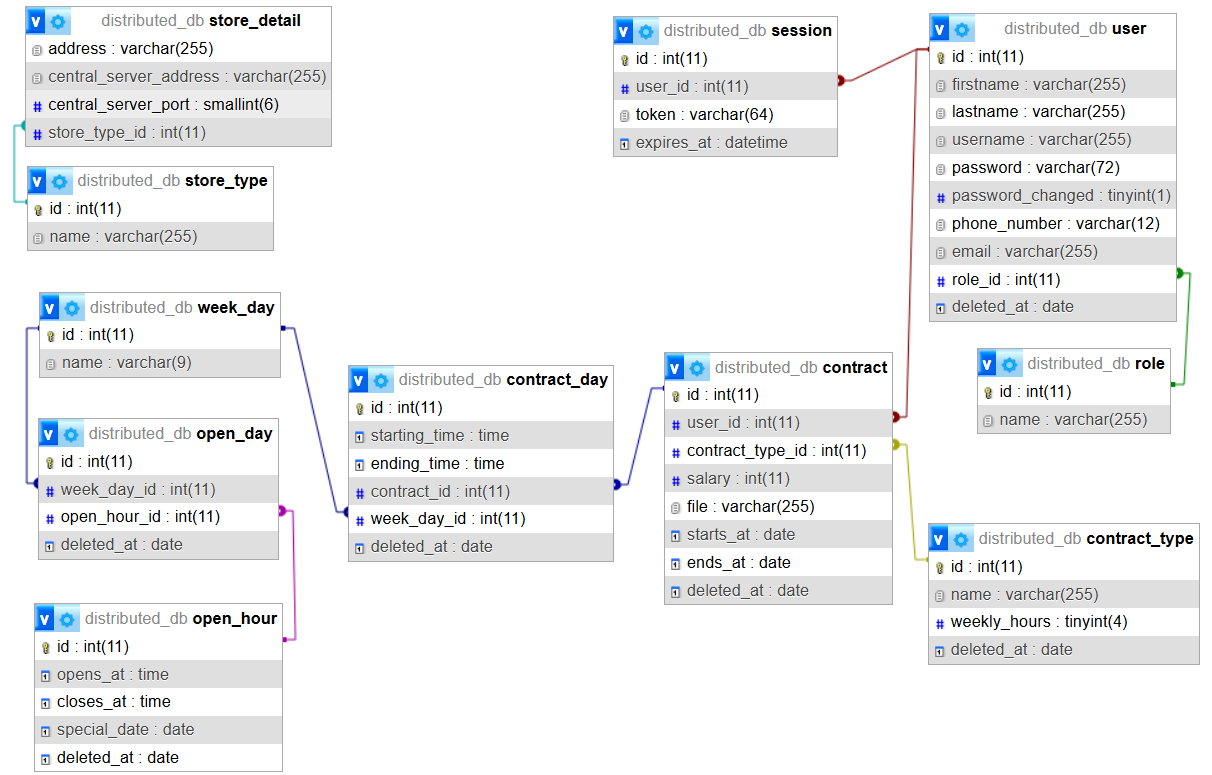 v distributed_db store_detail
address : varchar(255)
central_server_address : varchar(255)
# central_server_port : smallint(6)
# store_type_id : int(11)
v distributed_db store_type
id : int(11)
name : varchar(255)
v distributed_db session
id : int(11)
# user_id : int(11)
token : varchar(64)
expires_at : datetime
v distributed_db user
id : int(11)
firstname : varchar(255)
lastname : varchar(255)
username : varchar(255)
password : varchar(72)
# password_changed : tinyint(1)
phone_number : varchar(12)
email : varchar(255)
# role_id : int(11)
deleted_at : date
v distributed_db week_day
id : int(11)
name : varchar(9)
v distributed_db open_day
id : int(11)
# week_day_id : int(11)
# open_hour_id : int(11)
deleted_at : date
v distributed_db open_hour
id : int(11)
opens_at : time
closes_at : time
special_date : date
deleted_at : date
v distributed_db contract_day
id : int(11)
starting_time : time
ending_time : time
# contract_id : int(11)
# week_day_id : int(11)
deleted_at : date
v distributed_db contract
id : int(11)
# user_id : int(11)
# contract_type_id : int(11)
# salary : int(11)
file : varchar(255)
starts_at : date
ends_at : date
deleted_at : date
v distributed_db role
id : int(11)
name : varchar(255)
v distributed_db contract_type
id : int(11)
name : varchar(255)
# weekly_hours : tinyint(4)
deleted_at : date